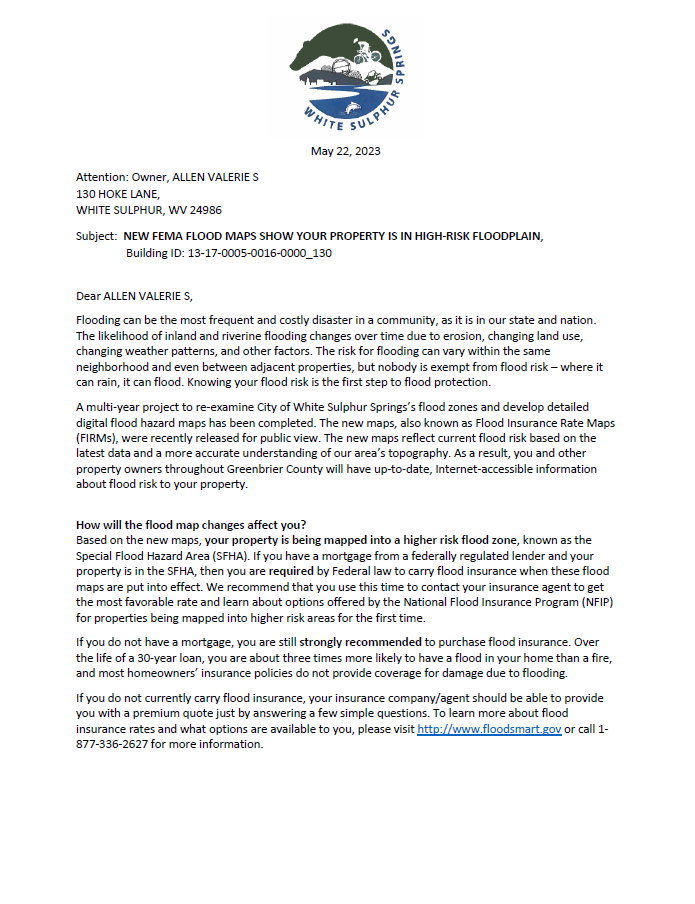 WHITE SULPHUR SPRINGS
May 22, 2023
Attention: Owner, ALLEN VALERIE S
130 HOKE LANE,
WHITE SULPHUR, WV 24986
Subject:  NEW FEMA FLOOD MAPS SHOW YOUR PROPERTY IS IN HIGH-RISK FLOODPLAIN,
Building ID: 13-17-0005-0016-0000_130
Dear ALLEN VALERIE S,
Flooding can be the most frequent and costly disaster in a community, as it is in our state and nation.
The likelihood of inland and riverine flooding changes over time due to erosion, changing land use,
changing weather patterns, and other factors. The risk for flooding can vary within the same
neighborhood and even between adjacent properties, but nobody is exempt from flood risk – where it
can rain, it can flood. Knowing your flood risk is the first step to flood protection.
A multi-year project to re-examine City of White Sulphur Springs's flood zones and develop detailed
digital flood hazard maps has been completed. The new maps, also known as Flood Insurance Rate Maps
(FIRMs), were recently released for public view. The new maps reflect current flood risk based on the
latest data and a more accurate understanding of our area's topography. As a result, you and other
property owners throughout Greenbrier County will have up-to-date, Internet-accessible information
about flood risk to your property.
How will the flood map changes affect you?
Based on the new maps, your property is being mapped into a higher risk flood zone, known as the
Special Flood Hazard Area (SFHA). If you have a mortgage from a federally regulated lender and your
property is in the SFHA, then you are required by Federal law to carry flood insurance when these flood
maps are put into effect. We recommend that you use this time to contact your insurance agent to get
the most favorable rate and learn about options offered by the National Flood Insurance Program (NFIP)
for properties being mapped into higher risk areas for the first time.
If you do not have a mortgage, you are still strongly recommended to purchase flood insurance. Over
the life of a 30-year loan, you are about three times more likely to have a flood in your home than a fire,
and most homeowners' insurance policies do not provide coverage for damage due to flooding.
If you do not currently carry flood insurance, your insurance company/agent should be able to provide
you with a premium quote just by answering a few simple questions. To learn more about flood
insurance rates and what options are available to you, please visit http://www.floodsmart.gov or call 1-
877-336-2627 for more information.